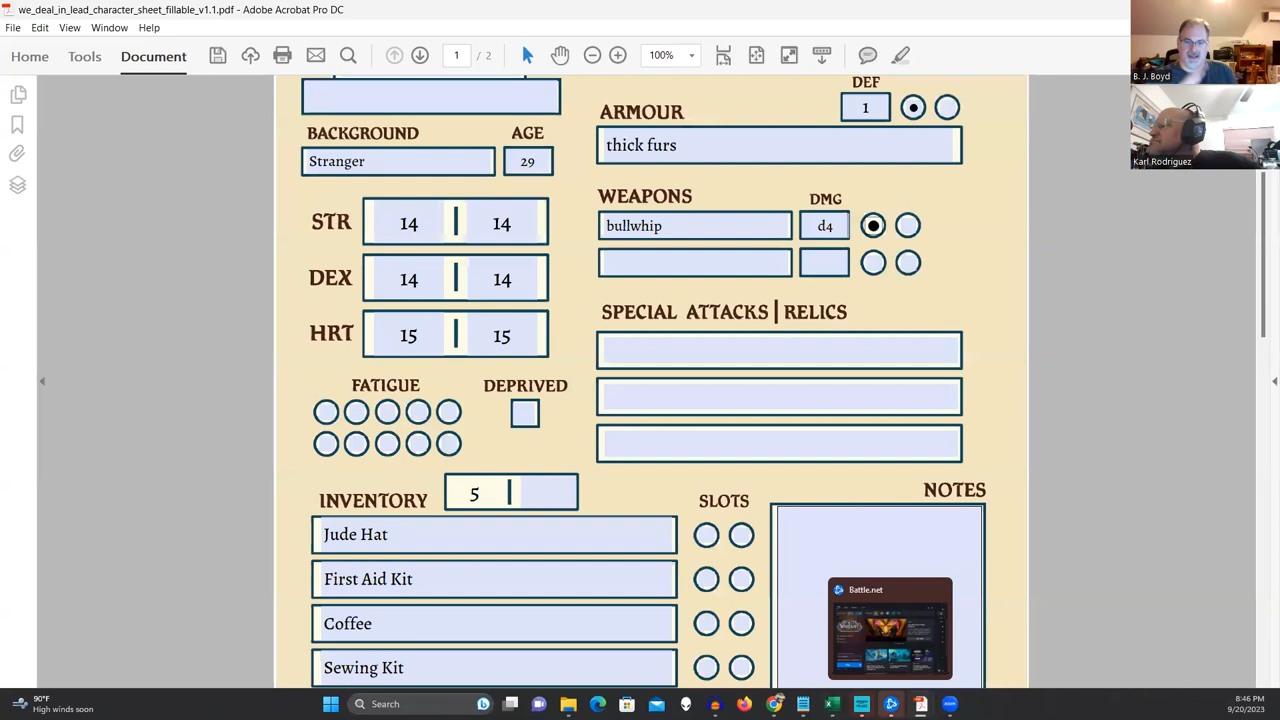 we_deal_in_lead_character_sheet_fillable_v1.1.pdf - Adobe Acrobat Pro DC
File Edit View Window Help
Home Tools Document 1 / 2 100%
B. J. Boyd
Karl Rodriguez
DEF
ARMOUR 1
BACKGROUND AGE
thick furs
Stranger 29
WEAPONS DMG
STR 14 | 14
bullwhip d4
DEX 14 | 14
SPECIAL ATTACKS | RELICS
HRT 15 | 15
FATIGUE DEPRIVED
INVENTORY 5 | SLOTS NOTES
Jude Hat
First Aid Kit
Battle.net
Coffee
Sewing Kit
90°F
High winds soon
Search
8:46 PM
9/20/2023